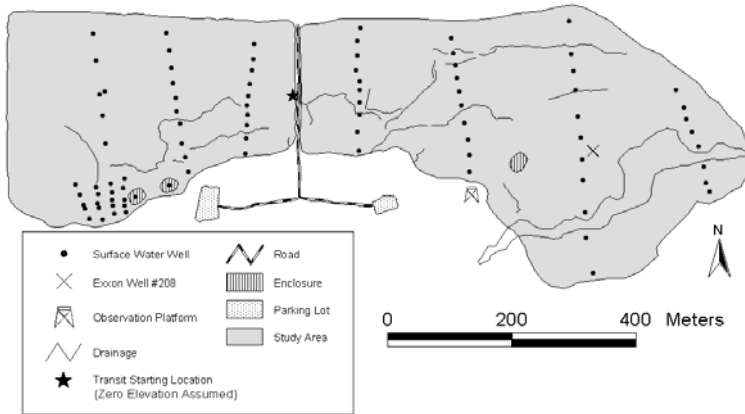 Surface Water Well
Exxon Well #208
Observation Platform
Drainage
Transit Starting Location
(Zero Elevation Assumed)
Road
Enclosure
Parking Lot
Study Area
N
0 200 400 Meters